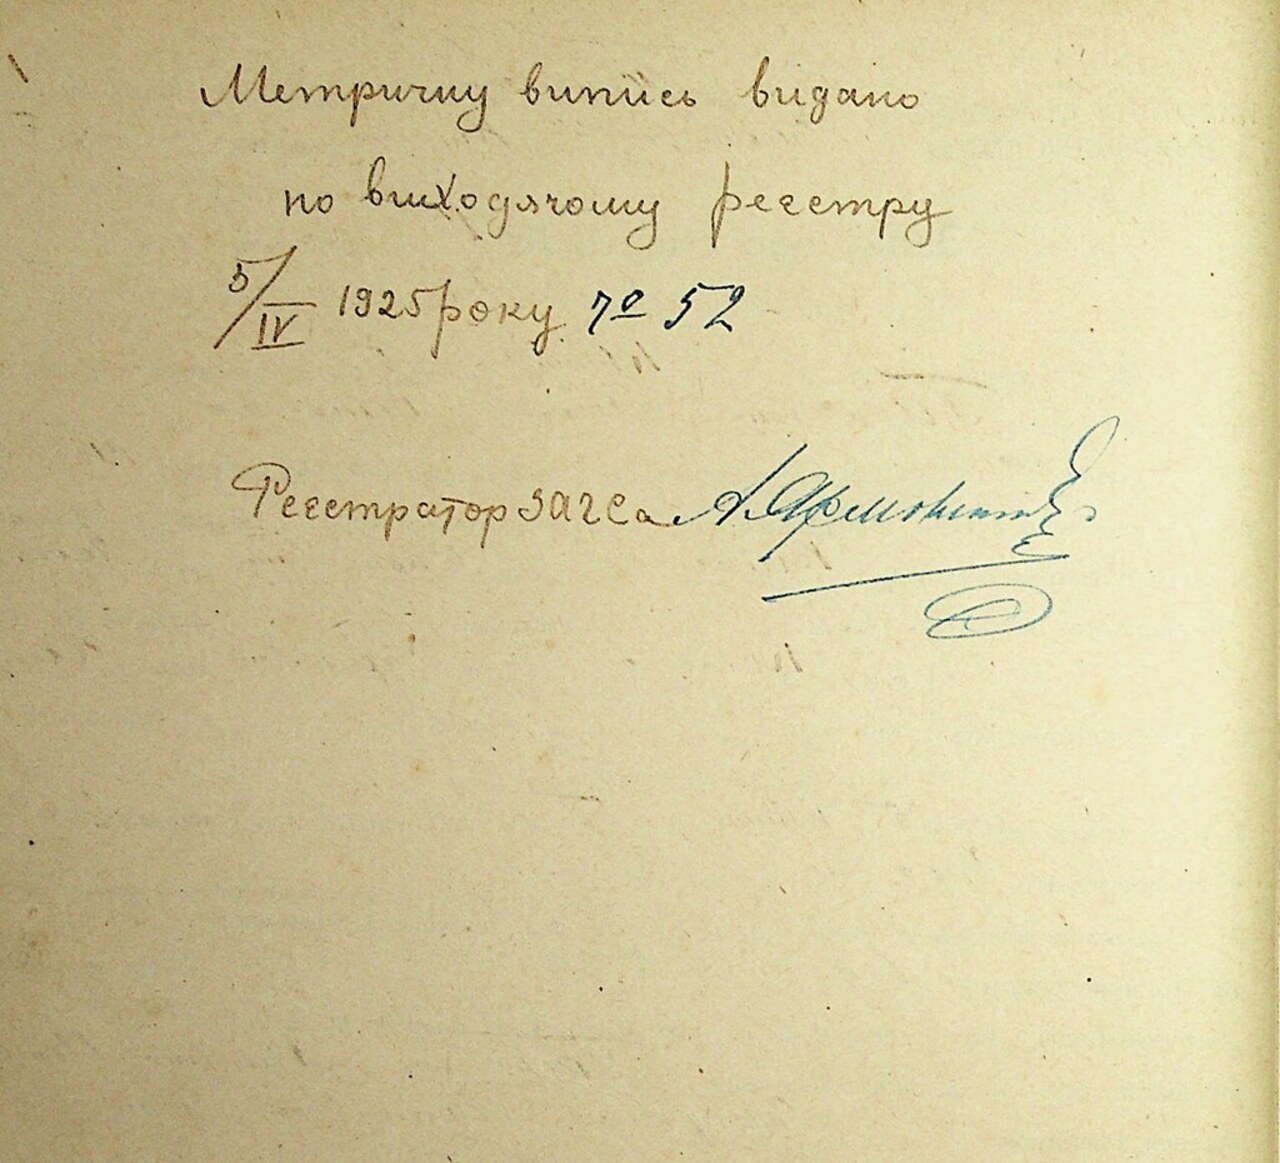 Метричну випись видано
по виходячому реєстру
5/IV 1925 року № 52
Реєстратор ЗАГСа А.